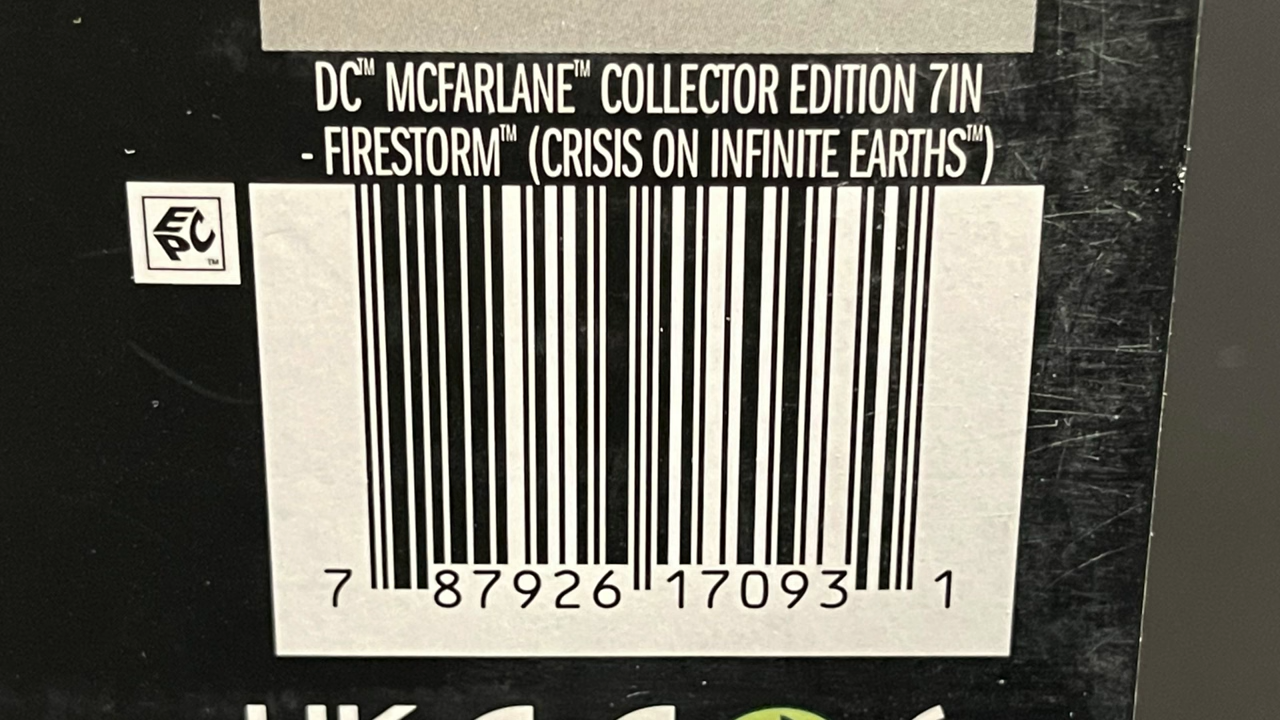 DC™ MCFARLANE™ COLLECTOR EDITION 7IN
- FIRESTORM™ (CRISIS ON INFINITE EARTHS™)
EPC™
7 87926 17093 1